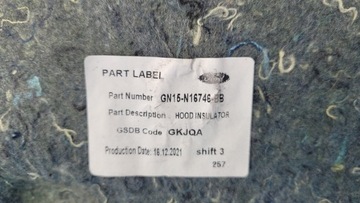 PART LABEL
Part Number GN15-N16746-BB
Part Description : HOOD INSULATOR
GSDB Code GKJQA
Production Date: 18.12.2021 shift 3
257